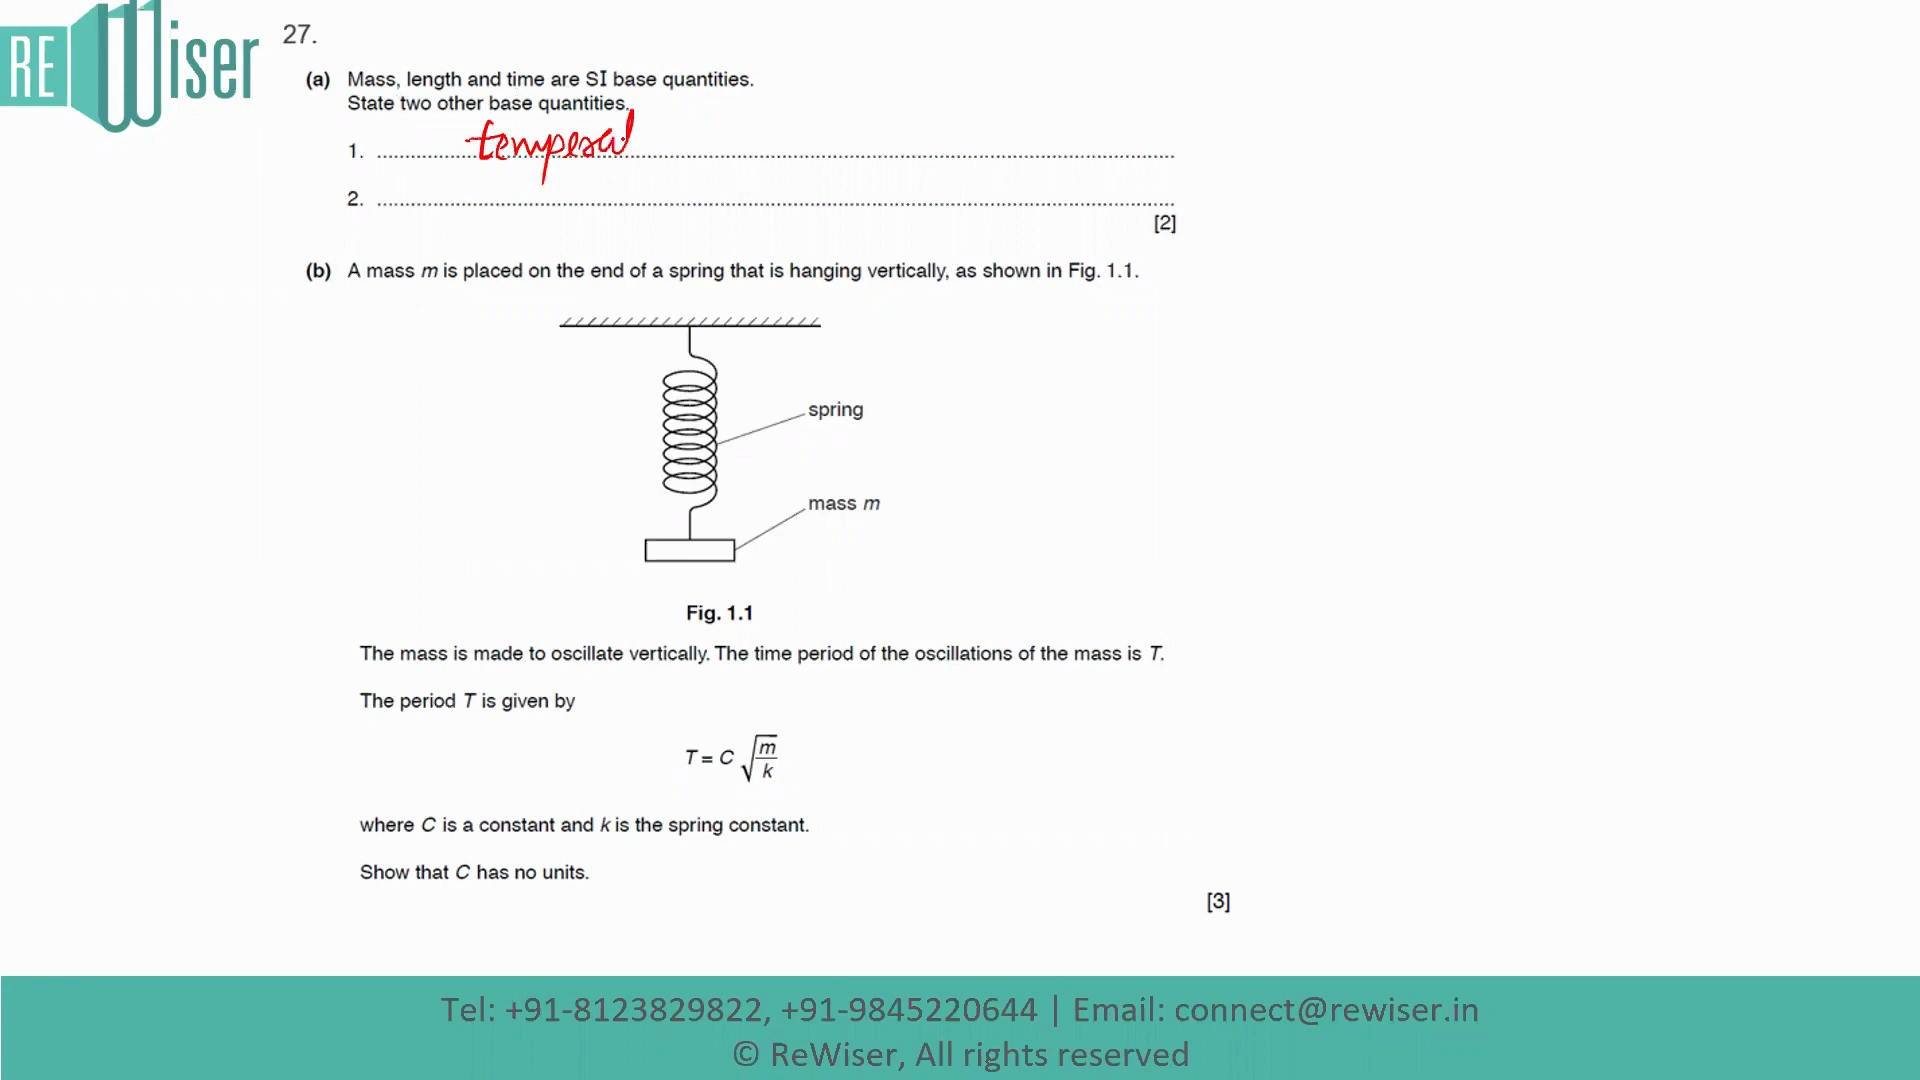 REWiser
27.
(a) Mass, length and time are SI base quantities.
State two other base quantities.
1. ........ temperat ........
2. ................
[2]
(b) A mass m is placed on the end of a spring that is hanging vertically, as shown in Fig. 1.1.
spring
mass m
Fig. 1.1
The mass is made to oscillate vertically. The time period of the oscillations of the mass is T.
The period T is given by
T = C √(m/k)
where C is a constant and k is the spring constant.
Show that C has no units.
[3]
Tel: +91-8123829822, +91-9845220644 | Email: connect@rewiser.in
© ReWiser, All rights reserved